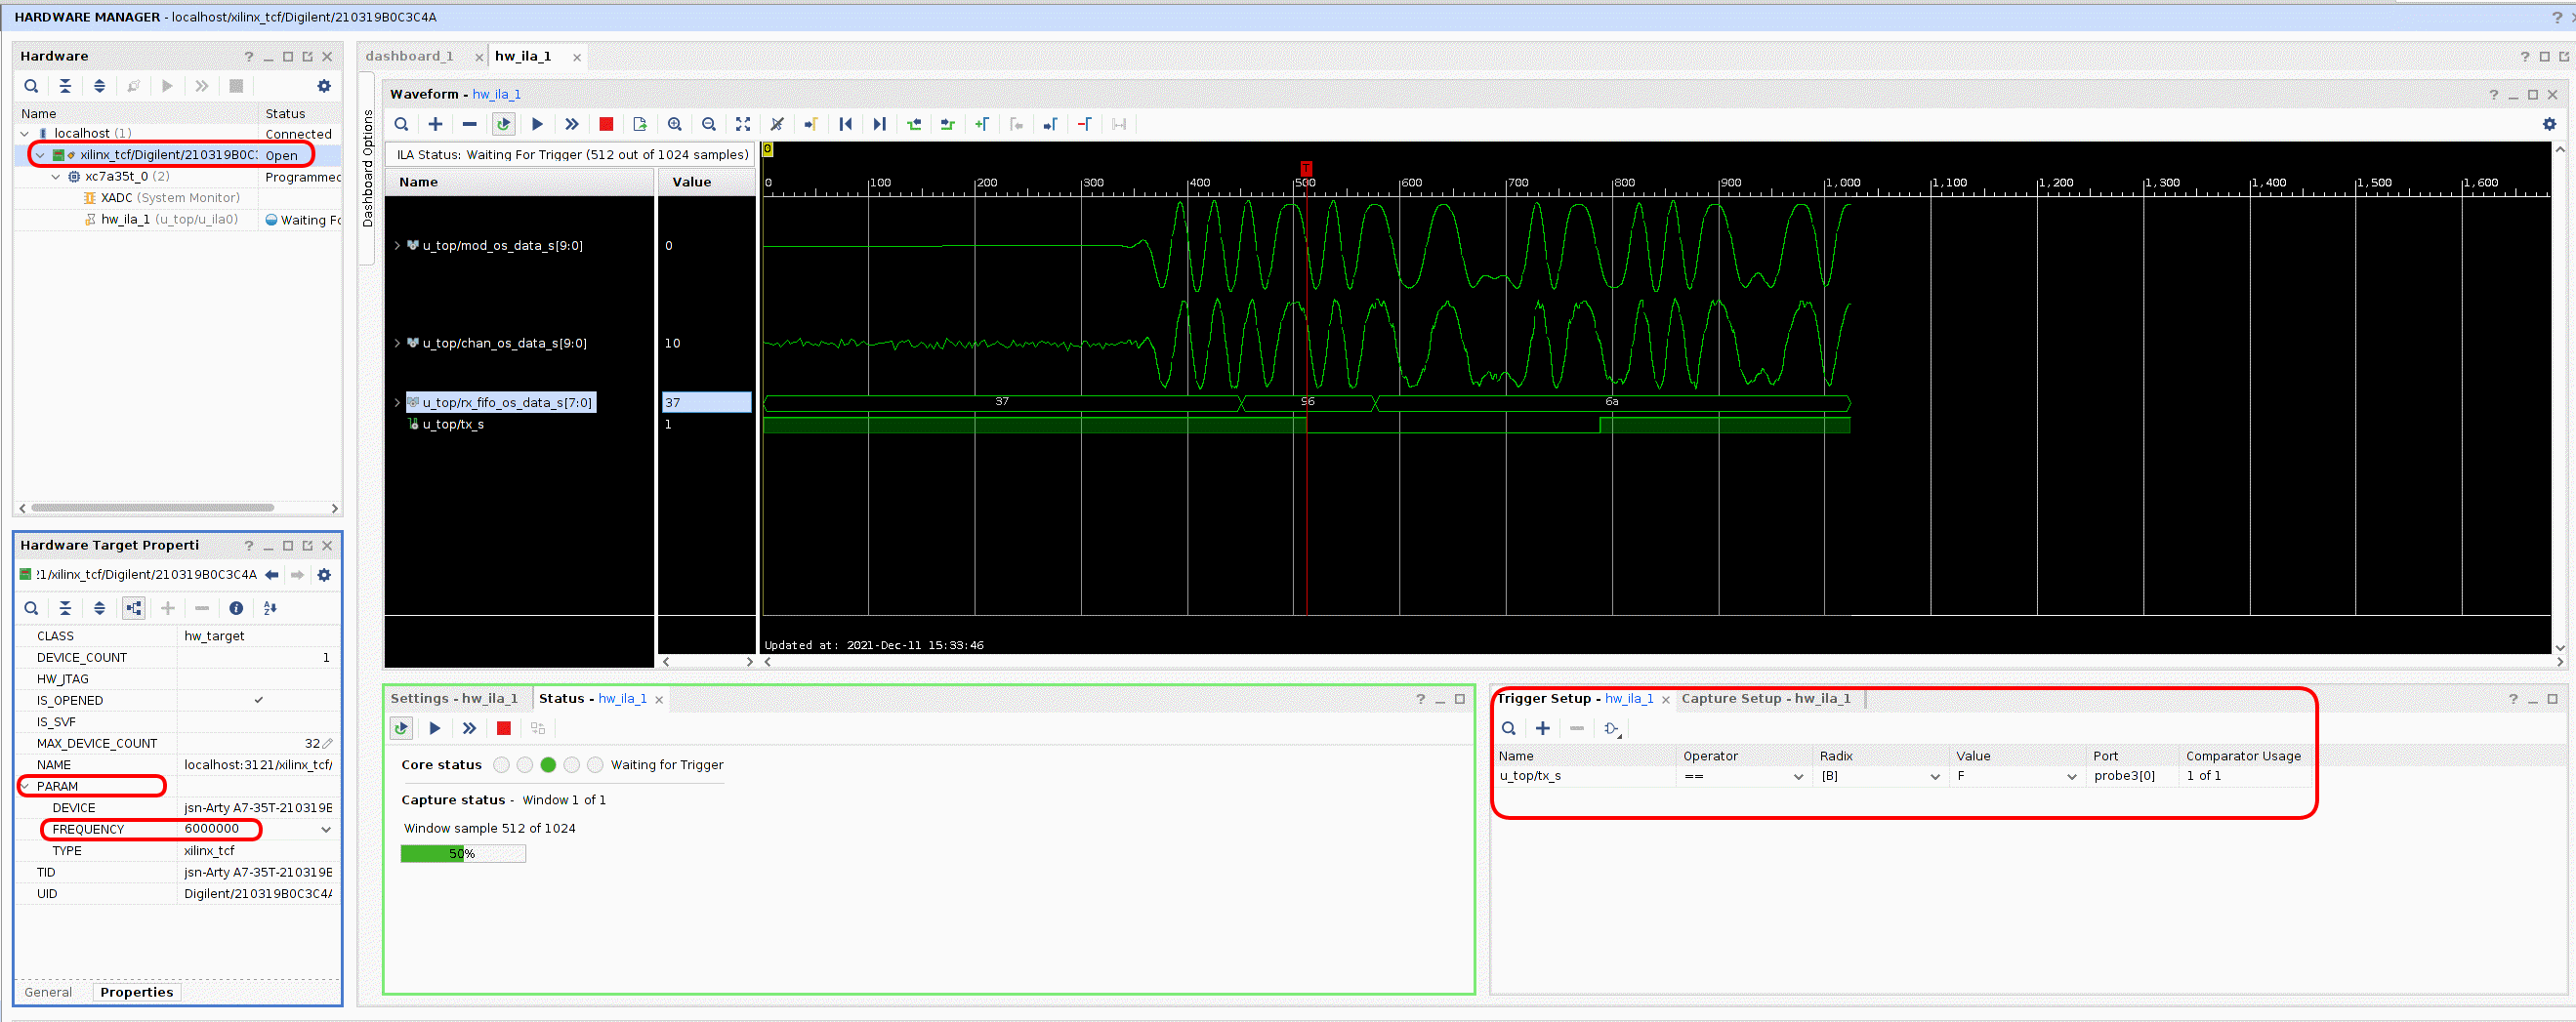 HARDWARE MANAGER - localhost/xilinx_tcf/Digilent/210319B0C3C4A
Hardware
Name Status
localhost (1) Connected
xilinx_tcf/Digilent/210319B0C: Open
xc7a35t_0 (2) Programmed
XADC (System Monitor)
hw_ila_1 (u_top/u_ila0) Waiting Fo
Hardware Target Properti
21/xilinx_tcf/Digilent/210319B0C3C4A
CLASS hw_target
DEVICE_COUNT 1
HW_JTAG
IS_OPENED
IS_SVF
MAX_DEVICE_COUNT 32
NAME localhost:3121/xilinx_tcf/
PARAM
DEVICE jsn-Arty A7-35T-210319B
FREQUENCY 6000000
TYPE xilinx_tcf
TID jsn-Arty A7-35T-210319B
UID Digilent/210319B0C3C4A
General Properties
dashboard_1 hw_ila_1
Dashboard Options
Waveform - hw_ila_1
ILA Status: Waiting For Trigger (512 out of 1024 samples)
Name Value
u_top/mod_os_data_s[9:0] 0
u_top/chan_os_data_s[9:0] 10
u_top/rx_fifo_os_data_s[7:0] 37
u_top/tx_s 1
0
T
0 100 200 300 400 500 600 700 800 900 1,000 1,100 1,200 1,300 1,400 1,500 1,600
37 96 6a
Updated at: 2021-Dec-11 15:33:46
Settings - hw_ila_1 Status - hw_ila_1
Core status Waiting for Trigger
Capture status - Window 1 of 1
Window sample 512 of 1024
50%
Trigger Setup - hw_ila_1 Capture Setup - hw_ila_1
Name Operator Radix Value Port Comparator Usage
u_top/tx_s == [B] F probe3[0] 1 of 1